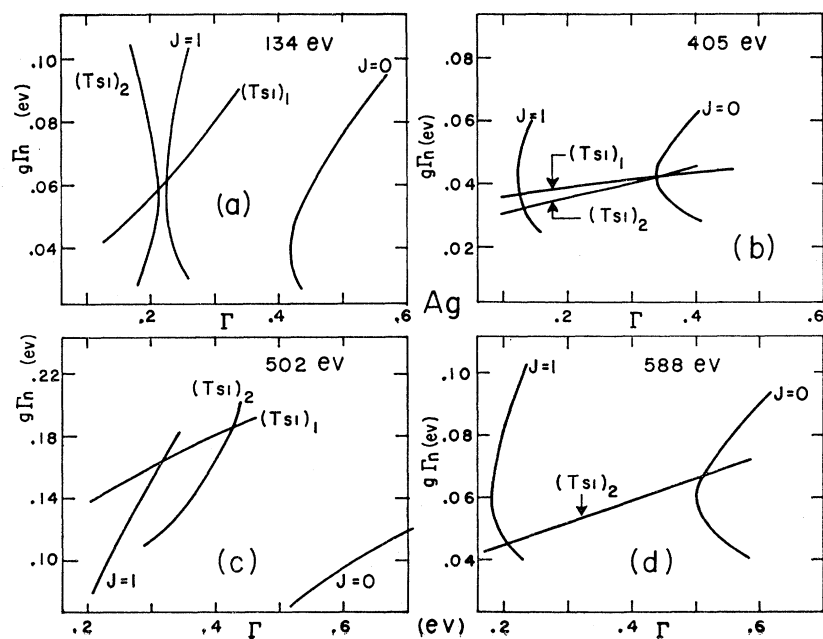 134 ev
J=1
(TsI)2
(TsI)1
J=0
(a)
gΓn (ev)
.10
.08
.06
.04
.2
Γ
.4
.6
405 ev
J=1
J=0
(TsI)1
(TsI)2
(b)
gΓn (ev)
.08
.06
.04
.02
.2
Γ
.4
.6
Ag
502 ev
(TsI)2
(TsI)1
J=1
J=0
(c)
gΓn (ev)
.22
.18
.14
.10
.2
Γ
.4
.6
(ev)
588 ev
J=1
J=0
(TsI)2
(d)
gΓn (ev)
.10
.08
.06
.04
.2
Γ
.4
.6